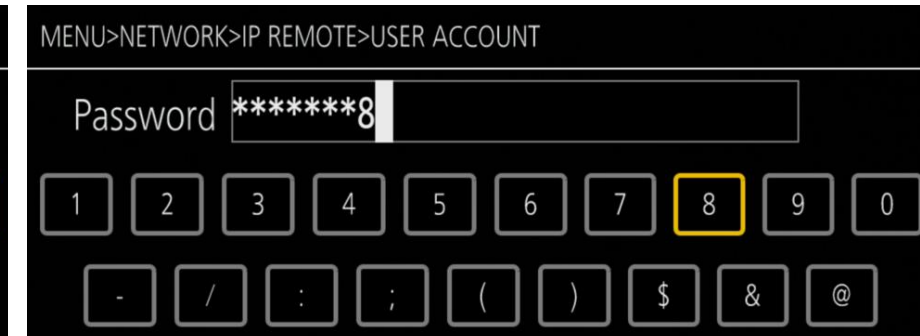 MENU>NETWORK>IP REMOTE>USER ACCOUNT
Password *******8
1 2 3 4 5 6 7 8 9 0
- / : ; ( ) $ & @